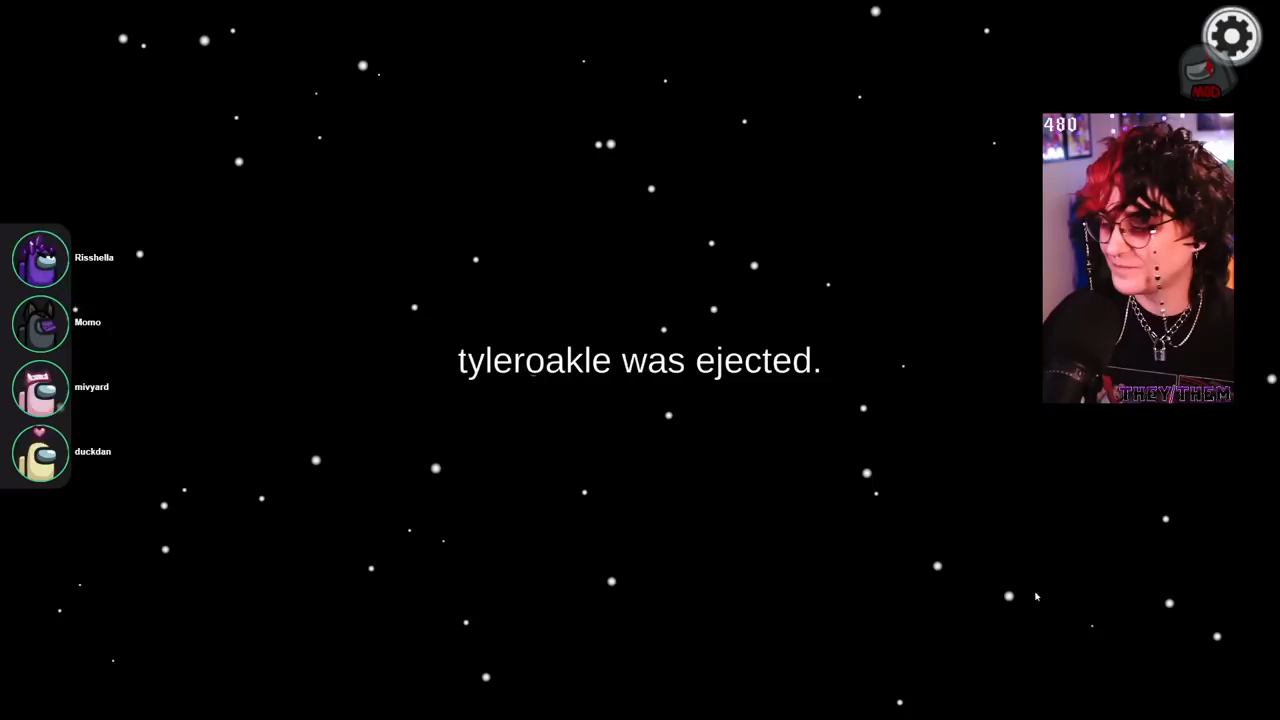 MOD
480
Risshella
Momo
tyleroakle was ejected.
mivyard
THEY/THEM
duckdan